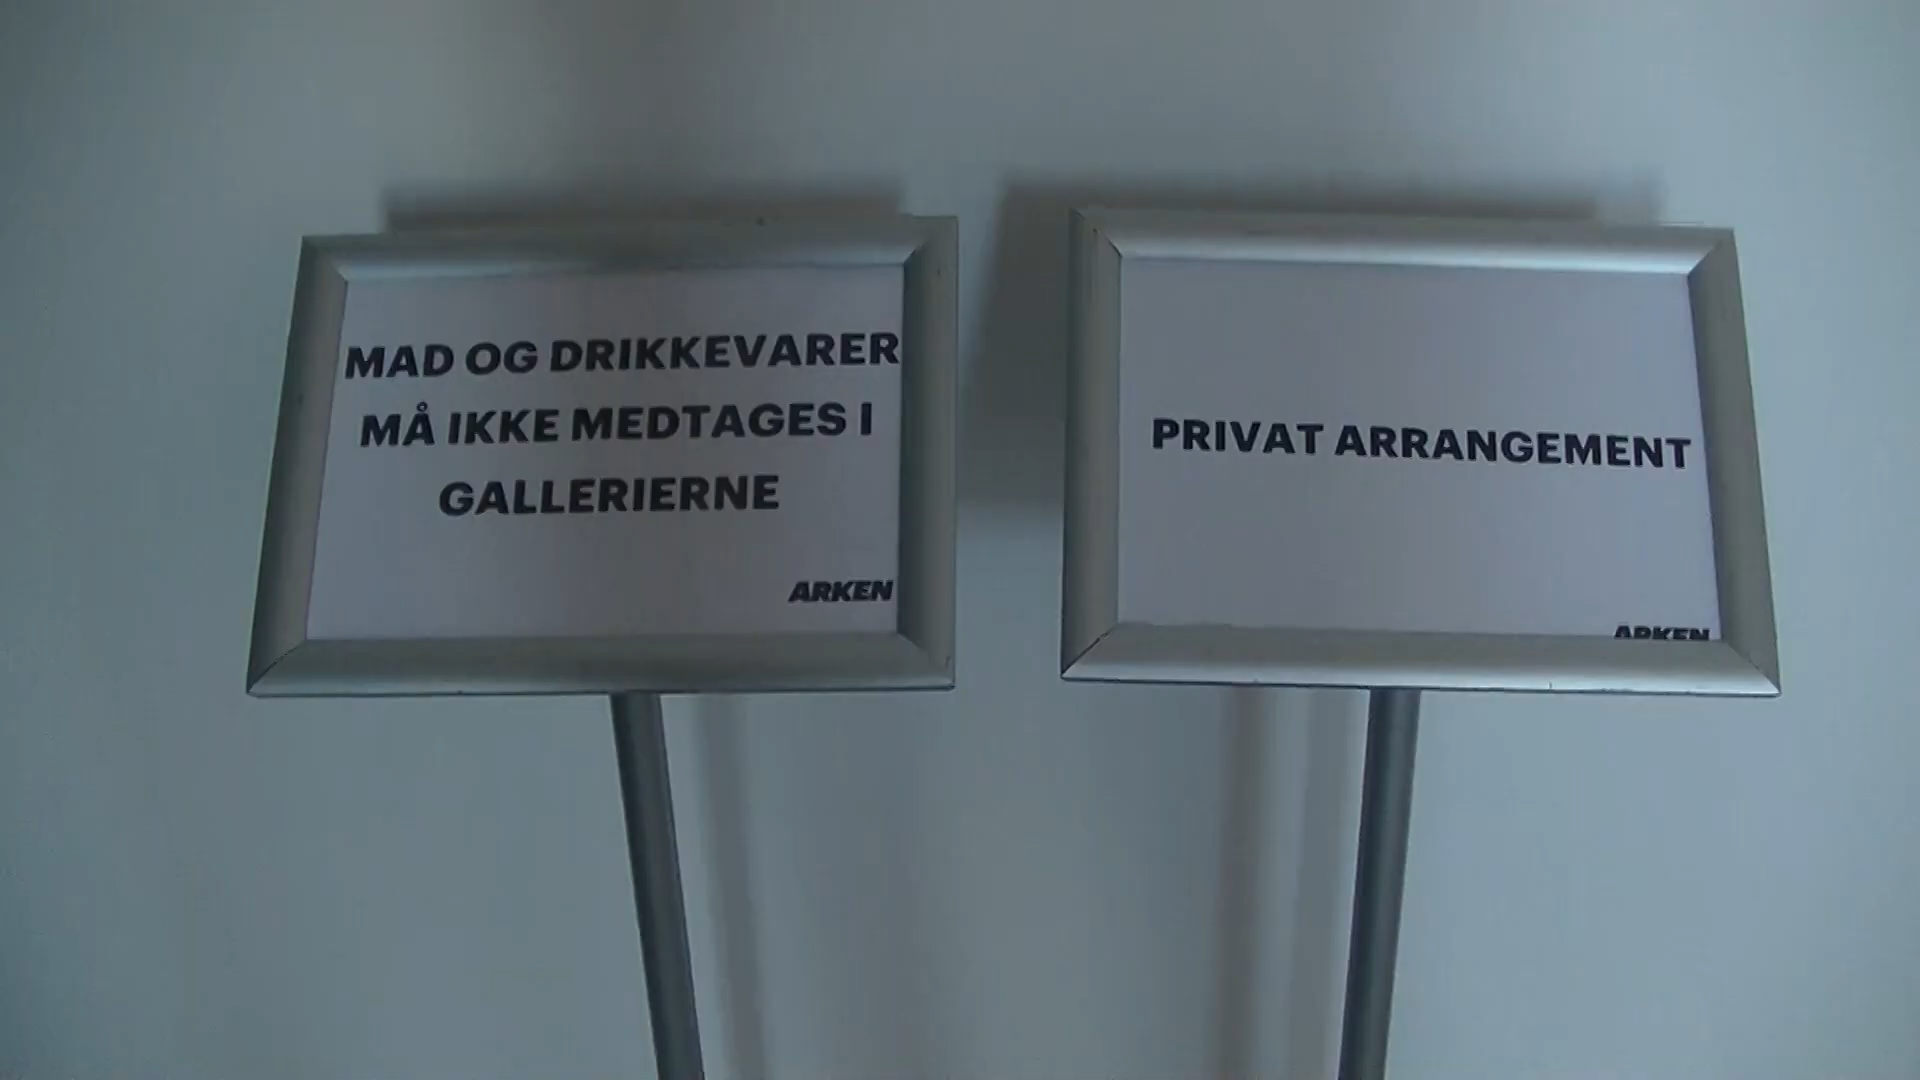 MAD OG DRIKKEVARER
MÅ IKKE MEDTAGES I
GALLERIERNE
ARKEN
PRIVAT ARRANGEMENT
ARKEN